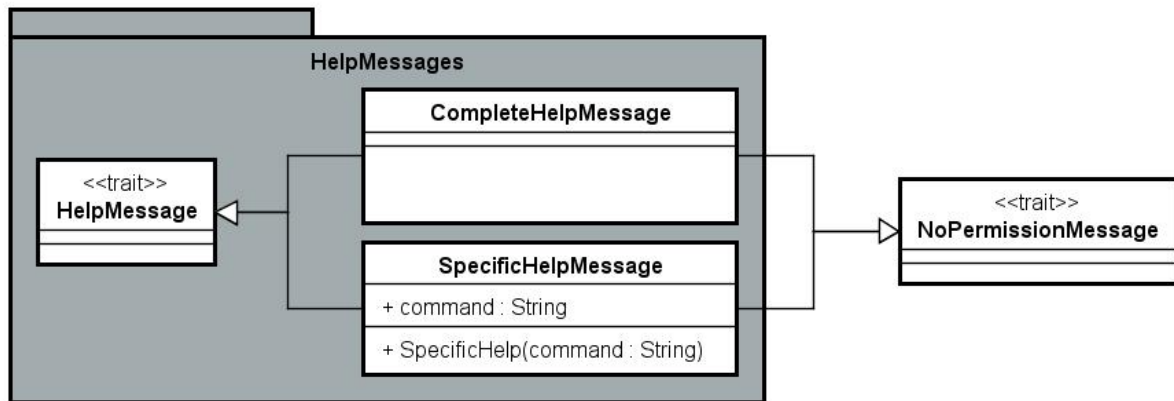 HelpMessages
CompleteHelpMessage
<<trait>>
HelpMessage
<<trait>>
NoPermissionMessage
SpecificHelpMessage
+ command : String
+ SpecificHelp(command : String)